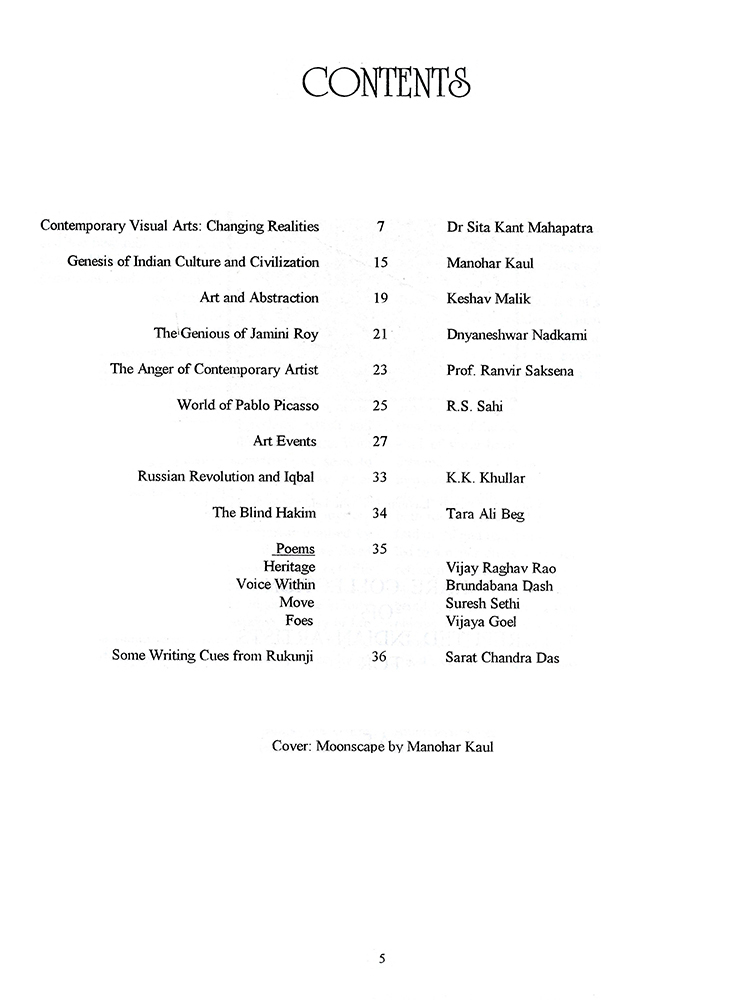 CONTENTS
Contemporary Visual Arts: Changing Realities 7 Dr Sita Kant Mahapatra
Genesis of Indian Culture and Civilization 15 Manohar Kaul
Art and Abstraction 19 Keshav Malik
The Genious of Jamini Roy 21 Dnyaneshwar Nadkarni
The Anger of Contemporary Artist 23 Prof. Ranvir Saksena
World of Pablo Picasso 25 R.S. Sahi
Art Events 27
Russian Revolution and Iqbal 33 K.K. Khullar
The Blind Hakim 34 Tara Ali Beg
Poems 35
Heritage Vijay Raghav Rao
Voice Within Brundabana Dash
Move Suresh Sethi
Foes Vijaya Goel
Some Writing Cues from Rukunji 36 Sarat Chandra Das
Cover: Moonscape by Manohar Kaul
5